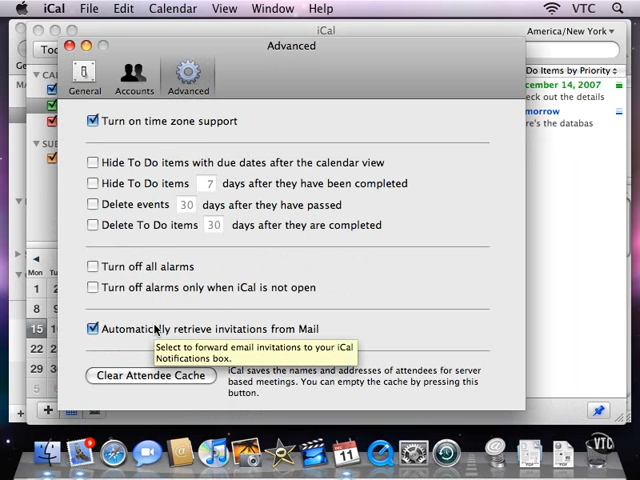 iCal File Edit Calendar View Window Help VTC
iCal
America/New York
Advanced
General Accounts Advanced
Do Items by Priority
cember 14, 2007
eck out the details
morrow
re's the databas
Turn on time zone support
Hide To Do items with due dates after the calendar view
Hide To Do items 7 days after they have been completed
Delete events 30 days after they have passed
Delete To Do items 30 days after they are completed
Turn off all alarms
Turn off alarms only when iCal is not open
Automatically retrieve invitations from Mail
Select to forward email invitations to your iCal
Notifications box.
Clear Attendee Cache
iCal saves the names and addresses of attendees for server
based meetings. You can empty the cache by pressing this
button.
CA
SU
Mon Tue
1
8
15
22
29
5
9
11
VTC